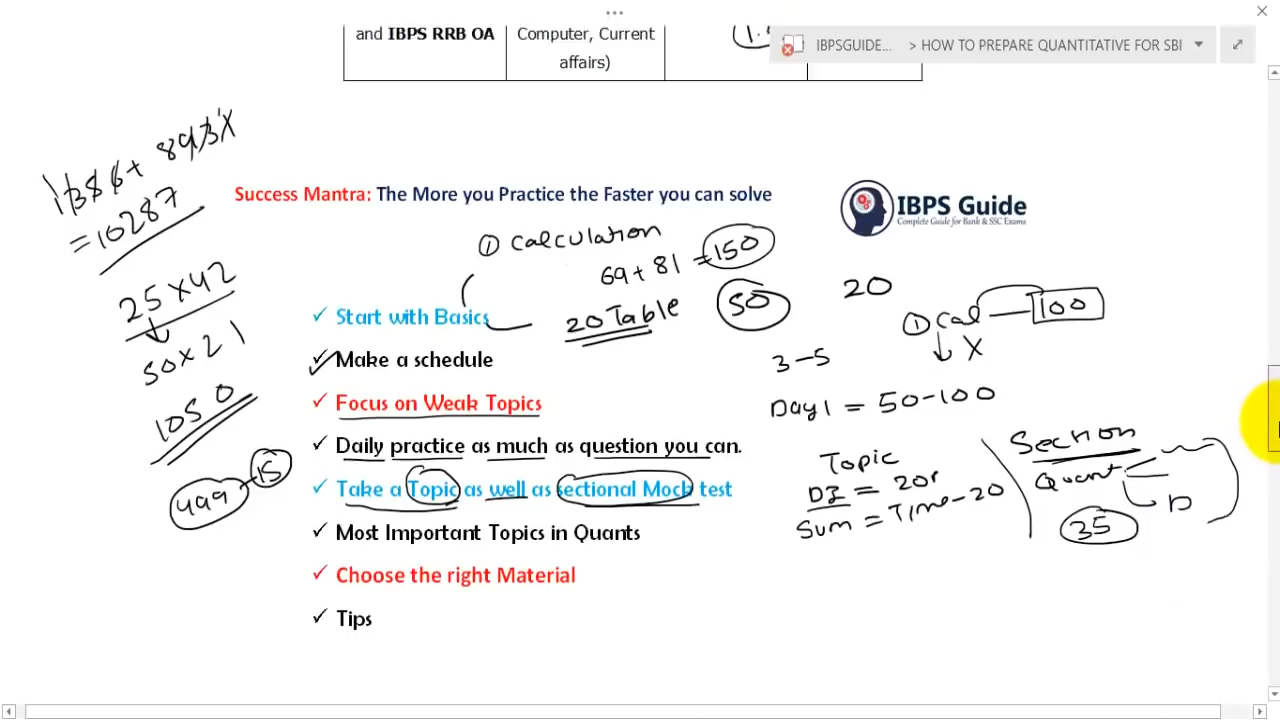 and IBPS RRB OA
Computer, Current
affairs)
1.
IBPSGUIDE... > HOW TO PREPARE QUANTITATIVE FOR SBI
= 10287
25 x 42
50 x 21
1050
499 - 15
Success Mantra: The More you Practice the Faster you can solve
IBPS Guide
Complete Guide for Bank & SSC Exams
① Calculation
69 + 81 = 150
20 Table
50
20
① Cal — 100
X
3 - 5
Day 1 = 50 - 100
✓ Start with Basics
✓ Make a schedule
✓ Focus on Weak Topics
✓ Daily practice as much as question you can.
✓ Take a Topic as well as sectional Mock test
✓ Most Important Topics in Quants
✓ Choose the right Material
✓ Tips
Topic
DI = 20
Sum = Time - 20
Section
Quant
D
35